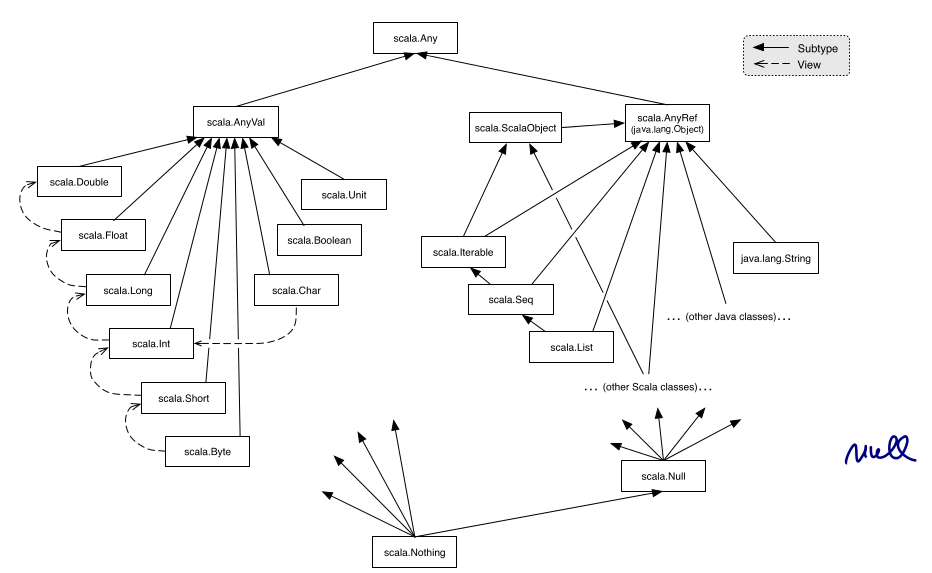 scala.Any
Subtype
View
scala.AnyVal
scala.ScalaObject
scala.AnyRef
(java.lang.Object)
scala.Double
scala.Unit
scala.Float
scala.Boolean
scala.Iterable
java.lang.String
scala.Long
scala.Char
scala.Seq
... (other Java classes)...
scala.Int
scala.List
... (other Scala classes)...
scala.Short
scala.Byte
null
scala.Null
scala.Nothing